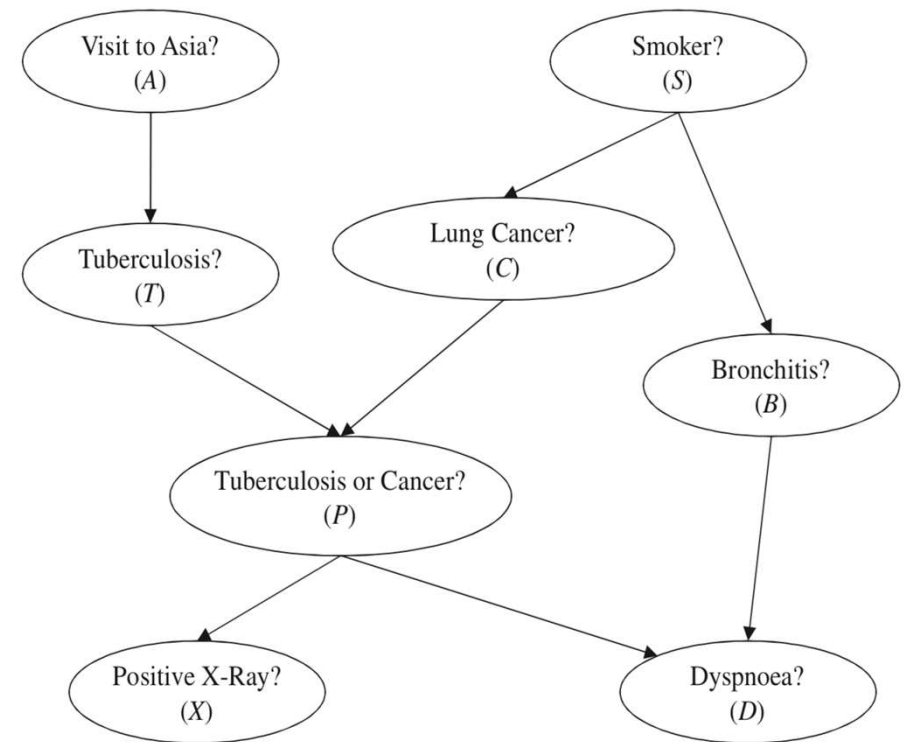 Visit to Asia?
(A)
Smoker?
(S)
Lung Cancer?
(C)
Tuberculosis?
(T)
Bronchitis?
(B)
Tuberculosis or Cancer?
(P)
Positive X-Ray?
(X)
Dyspnoea?
(D)